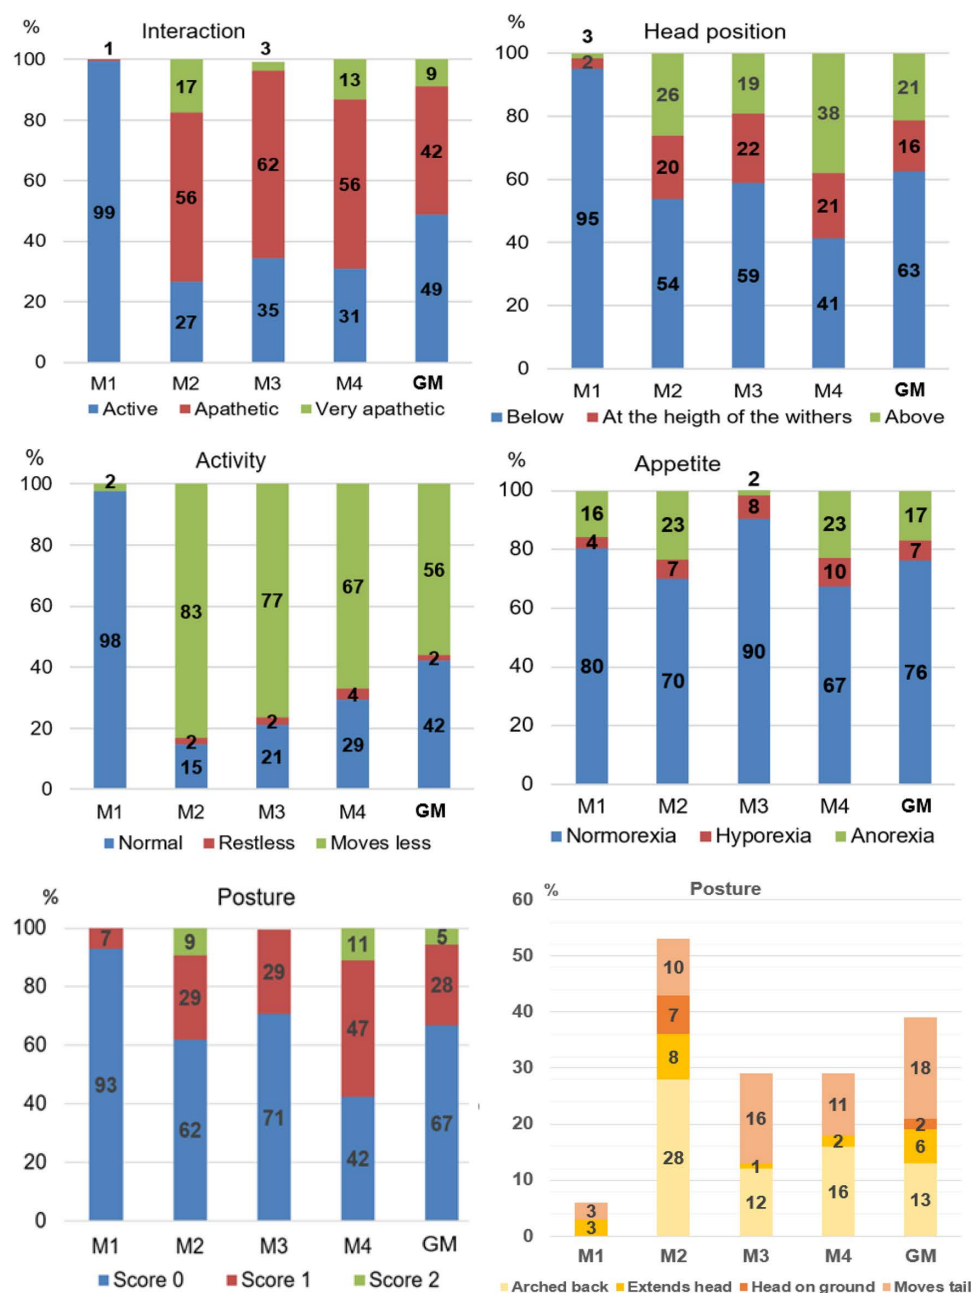 % Interaction
1 3
100 17 13 9
80
60 99 56 62 56 42
40
20 27 35 31 49
0
M1 M2 M3 M4 GM
Active Apathetic Very apathetic
% Head position
3
100 2 26 19 38 21
80 20 22 16
60
40 95 54 59 21 63
20 41
0
M1 M2 M3 M4 GM
Below At the heigth of the withers Above
% Activity
100 2
80 83 77 67 56
60 98
40 2
20 2 2 4 42
0 15 21 29
M1 M2 M3 M4 GM
Normal Restless Moves less
% Appetite
2
100 16 23 8 23 17
80 4 7 10 7
60
40 80 70 90 67 76
20
0
M1 M2 M3 M4 GM
Normorexia Hyporexia Anorexia
% Posture
100 7 9 11 5
80 29 29 28
60 47
40 93 62 71 67
20 42
0
M1 M2 M3 M4 GM
Score 0 Score 1 Score 2
% Posture
60
50 10
40 7
30 8 18
20 16 11 2
10 28 1 2 6
0 3 3 12 16 13
M1 M2 M3 M4 GM
Arched back Extends head Head on ground Moves tail